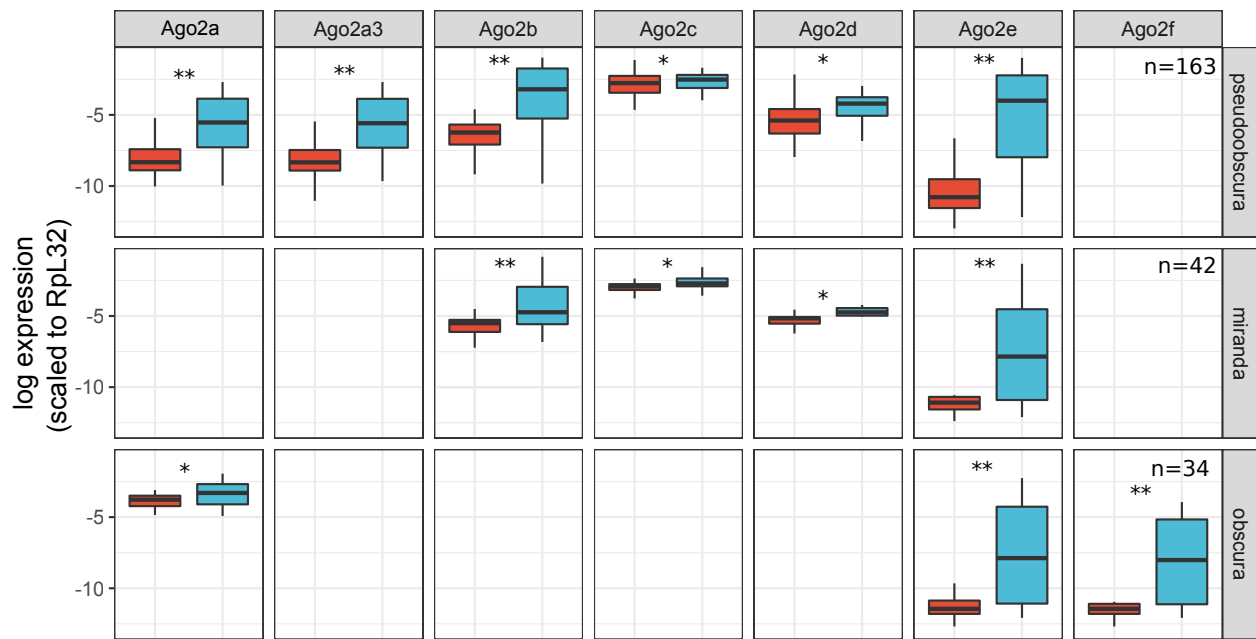 Ago2a Ago2a3 Ago2b Ago2c Ago2d Ago2e Ago2f
** ** ** * * ** n=163
pseudoobscura
-5
-10
** * * ** n=42
miranda
-5
-10
* ** ** n=34
obscura
-5
-10
log expression
(scaled to RpL32)